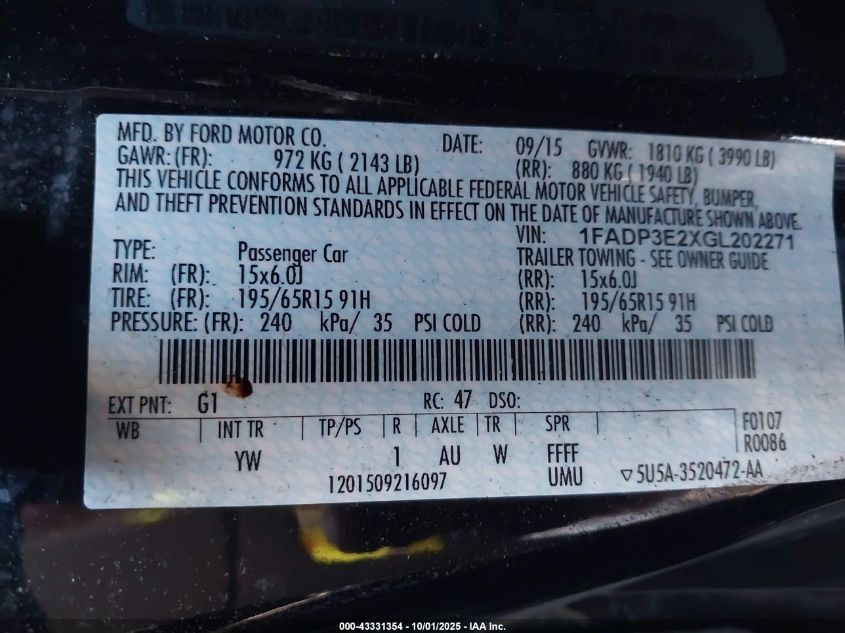 MFD. BY FORD MOTOR CO. DATE: 09/15 GVWR: 1810 KG ( 3990 LB)
GAWR: (FR): 972 KG ( 2143 LB) (RR): 880 KG ( 1940 LB)
THIS VEHICLE CONFORMS TO ALL APPLICABLE FEDERAL MOTOR VEHICLE SAFETY, BUMPER,
AND THEFT PREVENTION STANDARDS IN EFFECT ON THE DATE OF MANUFACTURE SHOWN ABOVE.
VIN: 1FADP3E2XGL202271
TYPE: Passenger Car TRAILER TOWING - SEE OWNER GUIDE
RIM: (FR): 15x6.0J (RR): 15x6.0J
TIRE: (FR): 195/65R15 91H (RR): 195/65R15 91H
PRESSURE: (FR): 240 kPa/ 35 PSI COLD (RR): 240 kPa/ 35 PSI COLD
EXT PNT: G1 RC: 47 DSO:
WB INT TR TP/PS R AXLE TR SPR F0107
R0086
YW 1 AU W FFFF
1201509216097 UMU ▽5U5A-3520472-AA
000-43331354 - 10/01/2025 - IAA Inc.